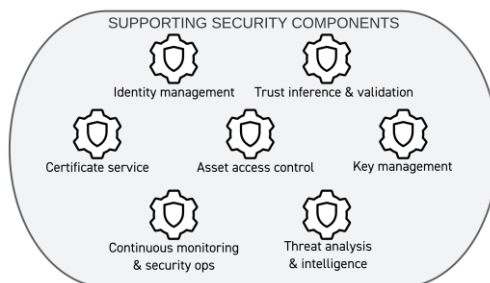 SUPPORTING SECURITY COMPONENTS
Identity management
Trust inference & validation
Certificate service
Asset access control
Key management
Continuous monitoring
& security ops
Threat analysis
& intelligence